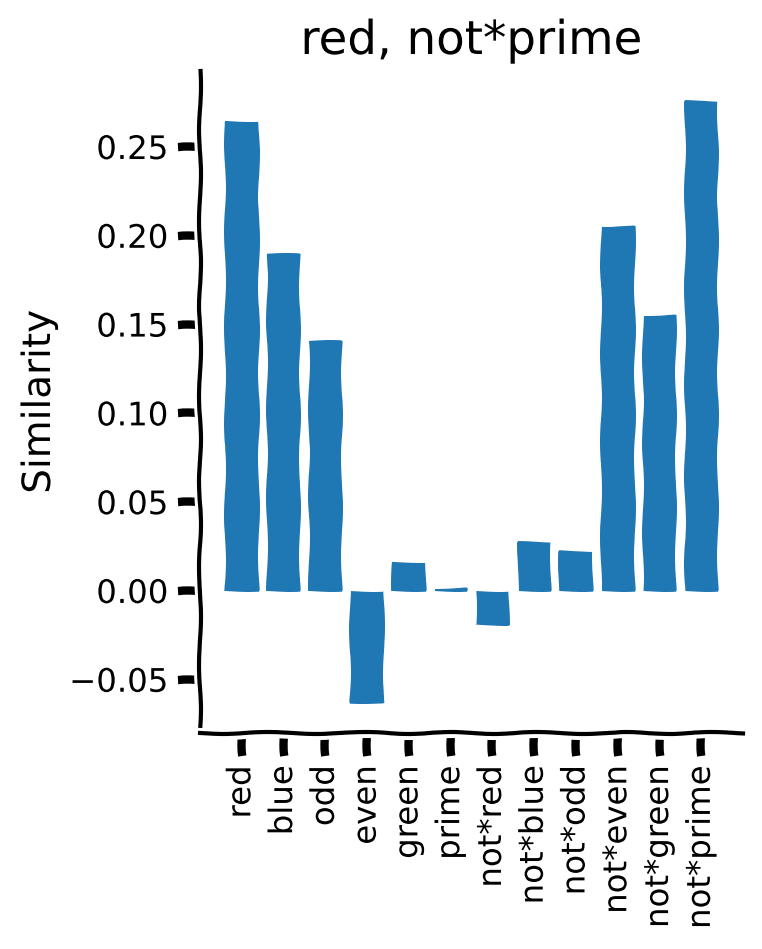 red, not*prime
Similarity
0.25
0.20
0.15
0.10
0.05
0.00
−0.05
red
blue
odd
even
green
prime
not*red
not*blue
not*odd
not*even
not*green
not*prime